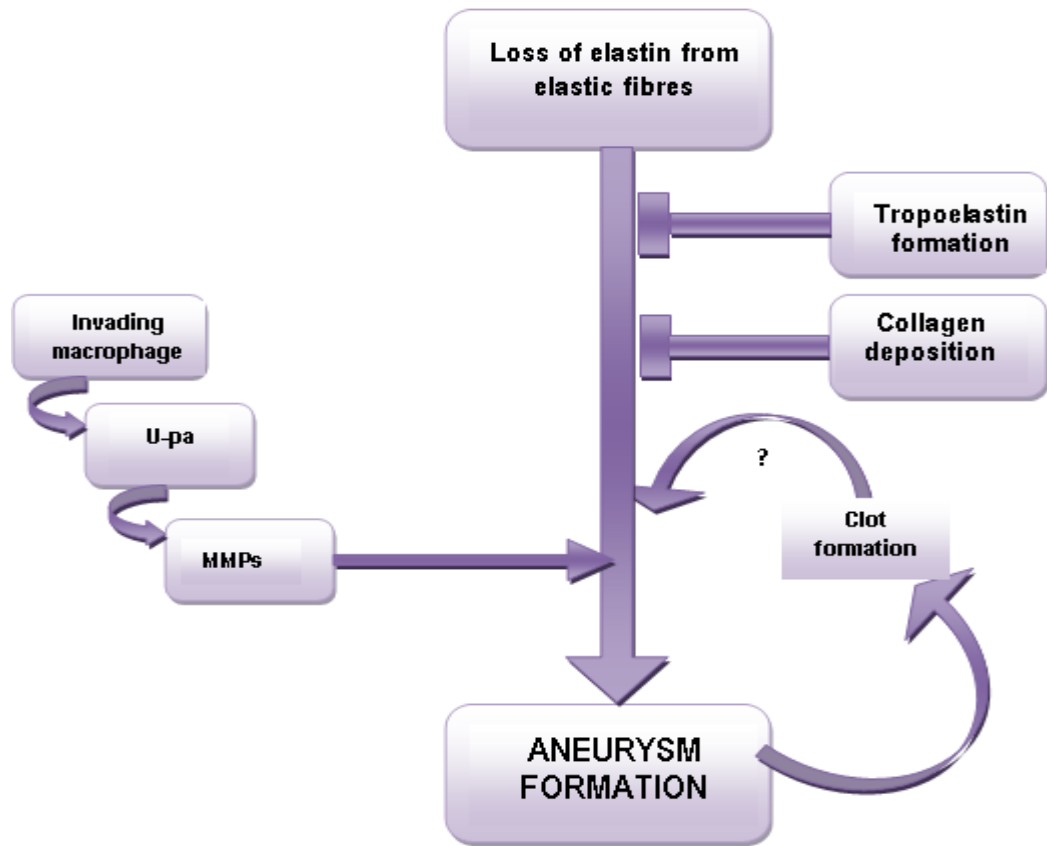 Loss of elastin from
elastic fibres
Tropoelastin
formation
Collagen
deposition
Invading
macrophage
U-pa
MMPs
?
Clot
formation
ANEURYSM
FORMATION